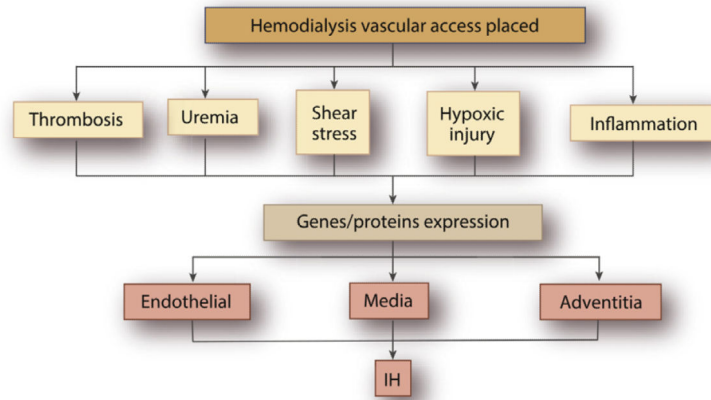 Hemodialysis vascular access placed
Thrombosis
Uremia
Shear
stress
Hypoxic
injury
Inflammation
Genes/proteins expression
Endothelial
Media
Adventitia
IH